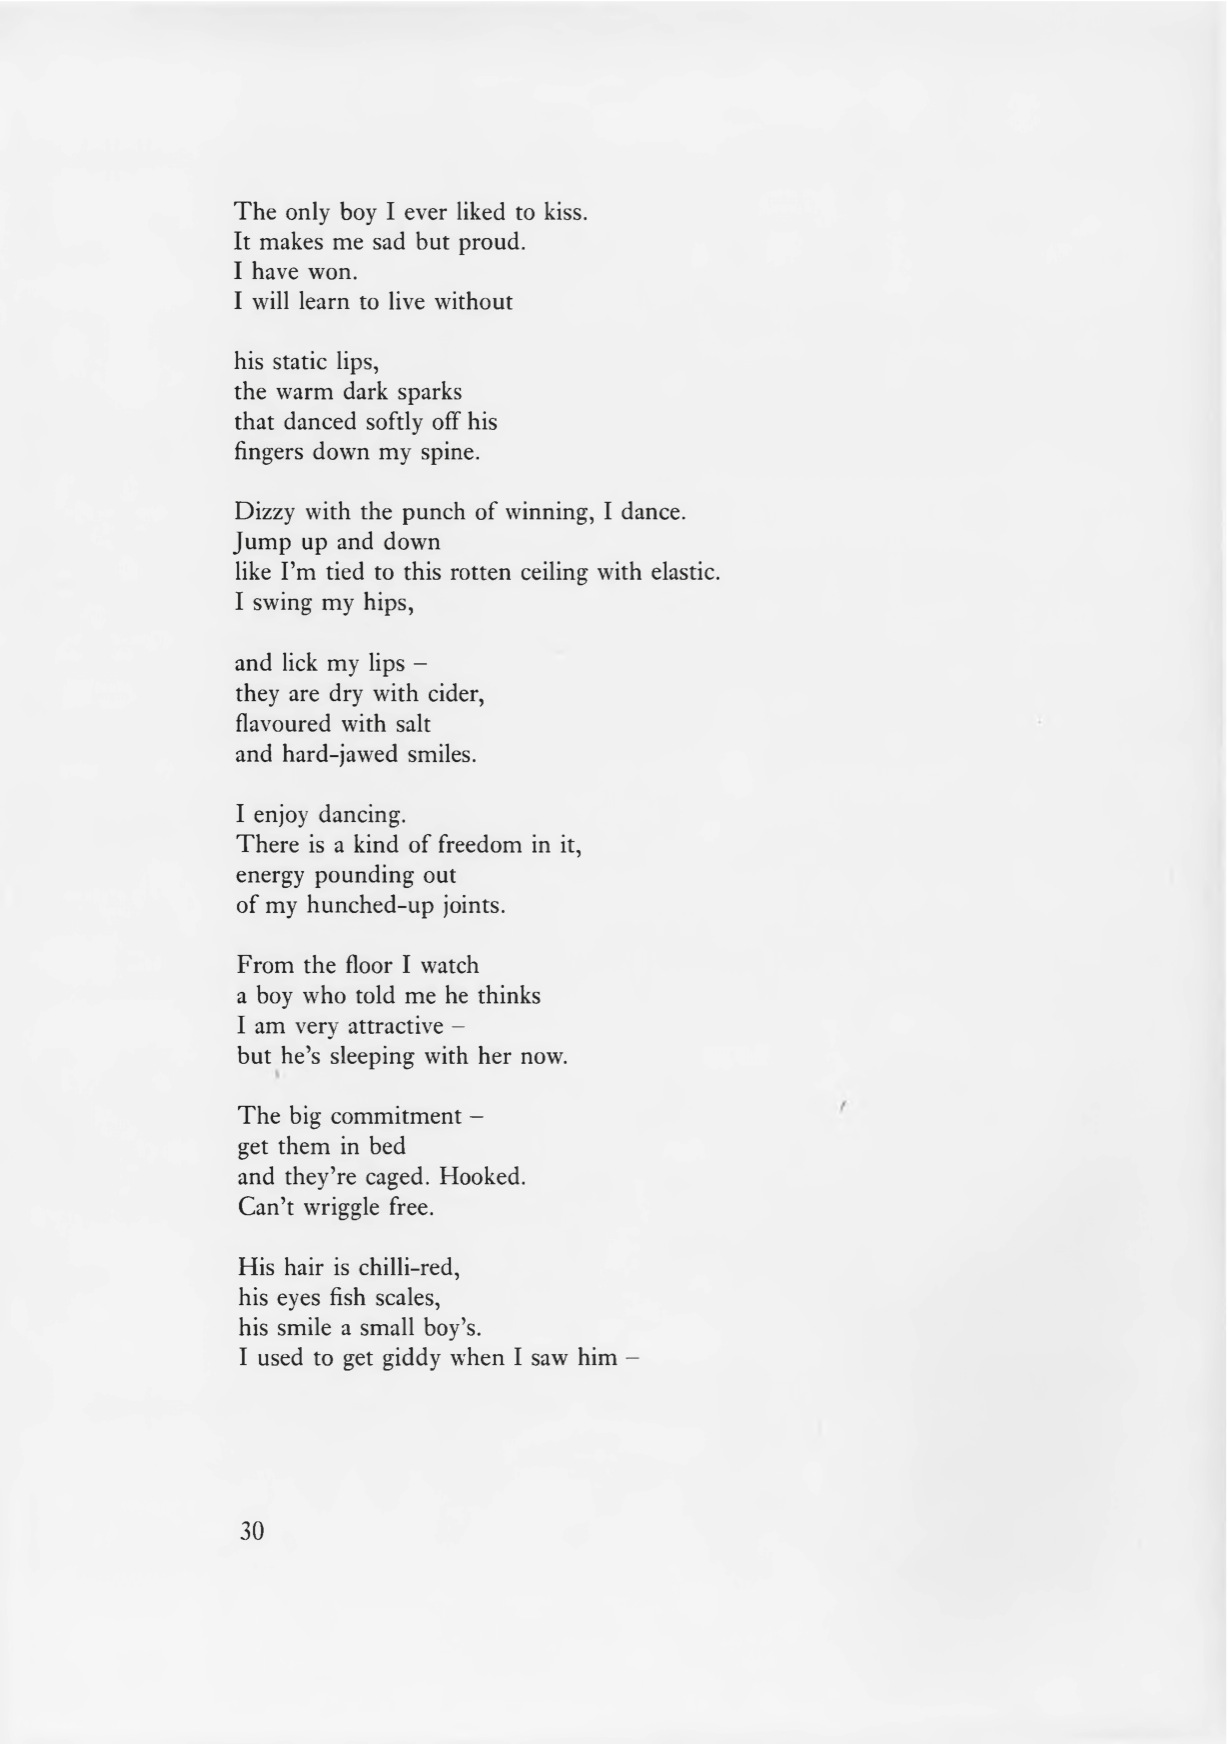 The only boy I ever liked to kiss.
It makes me sad but proud.
I have won.
I will learn to live without

his static lips,
the warm dark sparks
that danced softly off his
fingers down my spine.

Dizzy with the punch of winning, I dance.
Jump up and down
like I'm tied to this rotten ceiling with elastic.
I swing my hips,

and lick my lips –
they are dry with cider,
flavoured with salt
and hard-jawed smiles.

I enjoy dancing.
There is a kind of freedom in it,
energy pounding out
of my hunched-up joints.

From the floor I watch
a boy who told me he thinks
I am very attractive –
but he's sleeping with her now.

The big commitment –
get them in bed
and they're caged. Hooked.
Can't wriggle free.

His hair is chilli-red,
his eyes fish scales,
his smile a small boy's.
I used to get giddy when I saw him –

30